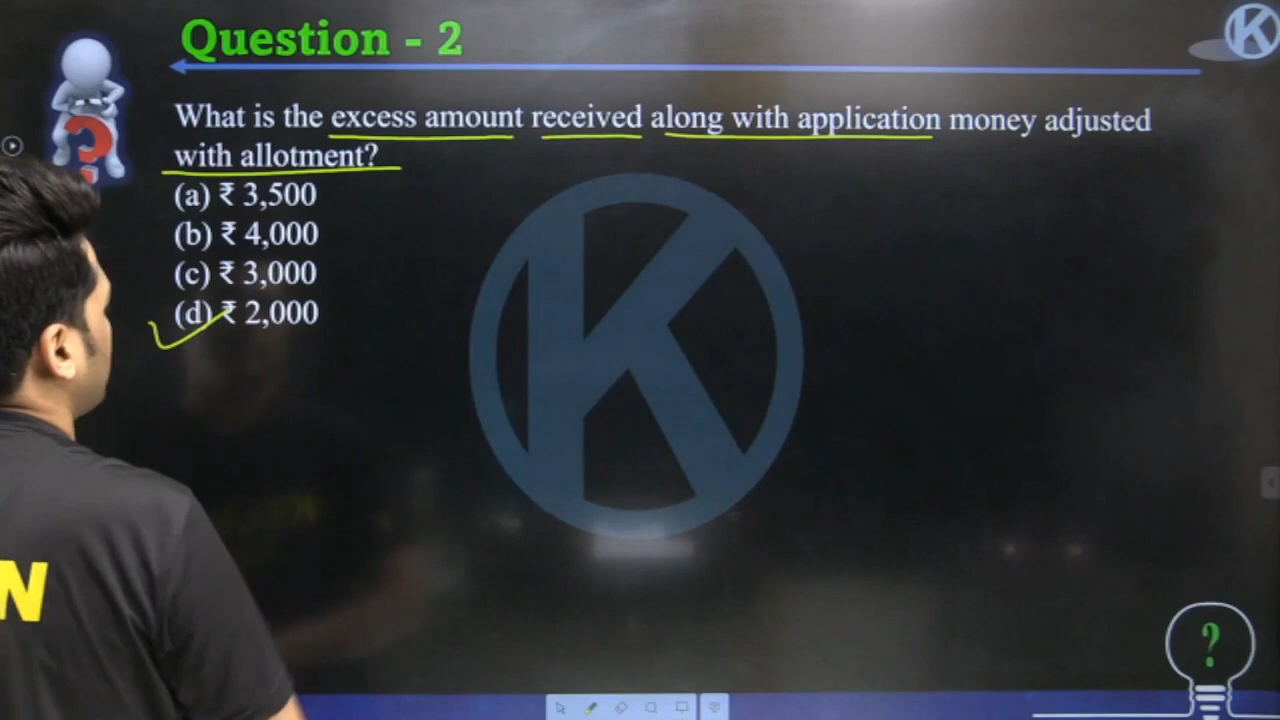 Question - 2
What is the excess amount received along with application money adjusted
with allotment?
(a) ₹ 3,500
(b) ₹ 4,000
(c) ₹ 3,000
(d) ₹ 2,000
K
K
N
?
?